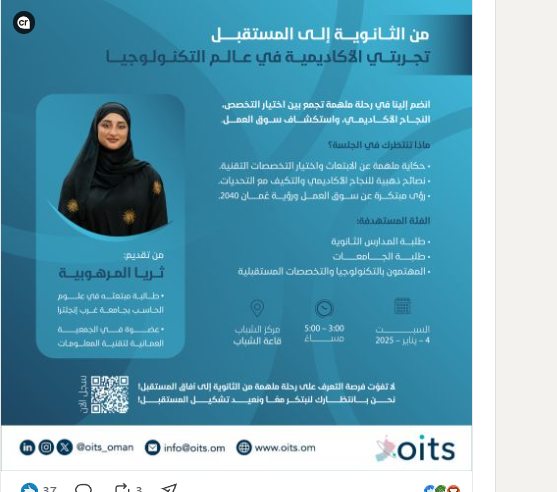 من الثانوية إلى المستقبل
تجربتي الأكاديمية في عالم التكنولوجيا
انضم إلينا في رحلة ملهمة تجمع بين اختيار التخصص،
النجاح الأكاديمي، واستكشاف سوق العمل.
ماذا ننتظرك في الجلسة؟
• حكاية ملهمة عن الابتعاث واختيار التخصصات التقنية.
• نصائح ذهبية للنجاح الأكاديمي والتكيف مع التحديات.
• رؤى مبتكرة عن سوق العمل ورؤية عُمان 2040.
الفئة المستهدفة:
• طلبة المدارس الثانوية
• طلبة الجامعات
• المهتمون بالتكنولوجيا والتخصصات المستقبلية
من تقديم:
ثريا المرهوبية
• طالبة مبتعثه في علوم
الحاسب بجامعة غرب إنجلترا
• عضوة في الجمعية
العمانية لتقنية المعلومات
السبت
4 - يناير - 2025
3:00 - 5:00
مساءً
مركز الشباب
قاعة الشباب
لا تفوّت فرصة التعرف على رحلة ملهمة من الثانوية إلى آفاق المستقبل!
نحن بانتظارك لنبتكر معًا ونعيد تشكيل المستقبل!
سجل الآن
@oits_oman
info@oits.om
www.oits.om
oits
37
3